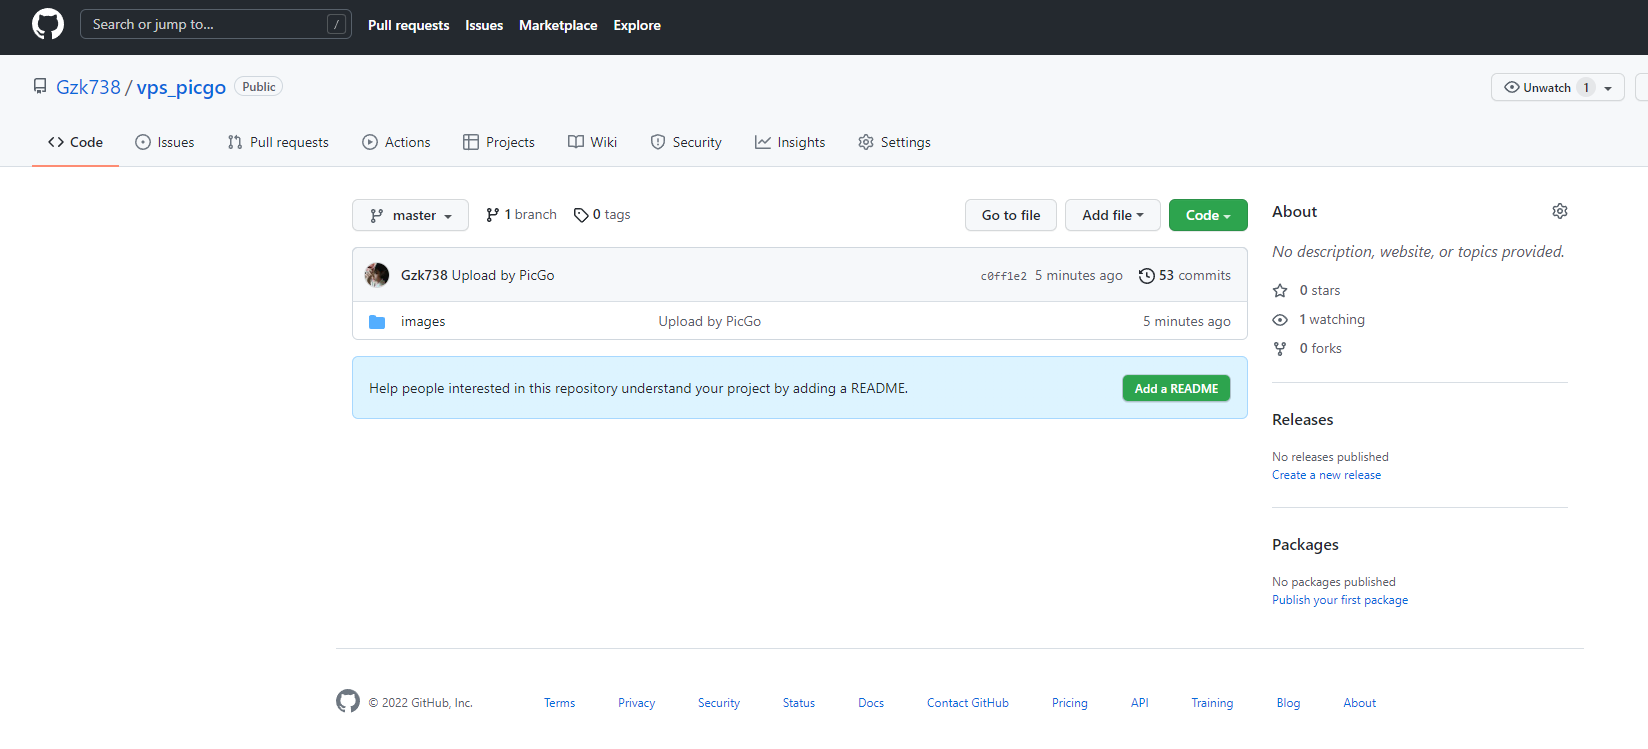 Search or jump to... /
Pull requests Issues Marketplace Explore
Gzk738 / vps_picgo Public
Unwatch 1
Code Issues Pull requests Actions Projects Wiki Security Insights Settings
master 1 branch 0 tags
Go to file Add file Code
Gzk738 Upload by PicGo c0ff1e2 5 minutes ago 53 commits
images Upload by PicGo 5 minutes ago
Help people interested in this repository understand your project by adding a README. Add a README
About
No description, website, or topics provided.
0 stars
1 watching
0 forks
Releases
No releases published
Create a new release
Packages
No packages published
Publish your first package
© 2022 GitHub, Inc. Terms Privacy Security Status Docs Contact GitHub Pricing API Training Blog About